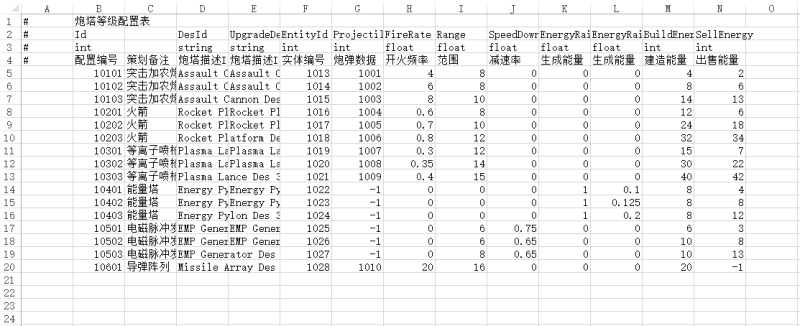 A B C D E F G H I J K L M N O
1 # 炮塔等级配置表
2 # Id DesId UpgradeDe EntityId Projectil FireRate Range SpeedDown EnergyRai EnergyRai BuildEner SellEnergy
3 # int string string int int float float float float float int int
4 # 配置编号 策划备注 炮塔描述I 炮塔描述I 实体编号 炮弹数据 开火频率 范围 减速率 生成能量 生成能量 建造能量 出售能量
5 10101 突击加农炮 Assault C Assault C 1013 1001 4 8 0 0 0 4 2
6 10102 突击加农炮 Assault C Assault C 1014 1002 6 8 0 0 0 8 6
7 10103 突击加农炮 Assault Cannon Des 1015 1003 8 10 0 0 0 14 13
8 10201 火箭 Rocket Pl Rocket Pl 1016 1004 0.6 8 0 0 0 12 6
9 10202 火箭 Rocket Pl Rocket Pl 1017 1005 0.7 10 0 0 0 24 18
10 10203 火箭 Rocket Platform De 1018 1006 0.8 12 0 0 0 32 34
11 10301 等离子喷枪 Plasma La Plasma La 1019 1007 0.3 12 0 0 0 15 7
12 10302 等离子喷枪 Plasma La Plasma La 1020 1008 0.35 14 0 0 0 30 22
13 10303 等离子喷枪 Plasma Lance Des 3 1021 1009 0.4 15 0 0 0 40 42
14 10401 能量塔 Energy Py Energy Py 1022 -1 0 0 0 1 0.1 8 4
15 10402 能量塔 Energy Py Energy Py 1023 -1 0 0 0 1 0.125 8 8
16 10403 能量塔 Energy Pylon Des 3 1024 -1 0 0 0 1 0.2 8 12
17 10501 电磁脉冲发 EMP Gener EMP Gener 1025 -1 0 6 0.75 0 0 6 3
18 10502 电磁脉冲发 EMP Gener EMP Gener 1026 -1 0 6 0.65 0 0 10 8
19 10503 电磁脉冲发 EMP Generator Des 1027 -1 0 8 0.65 0 0 10 13
20 10601 导弹阵列 Missile Array Des 1028 1010 20 16 0 0 0 20 -1
21
22
23
24